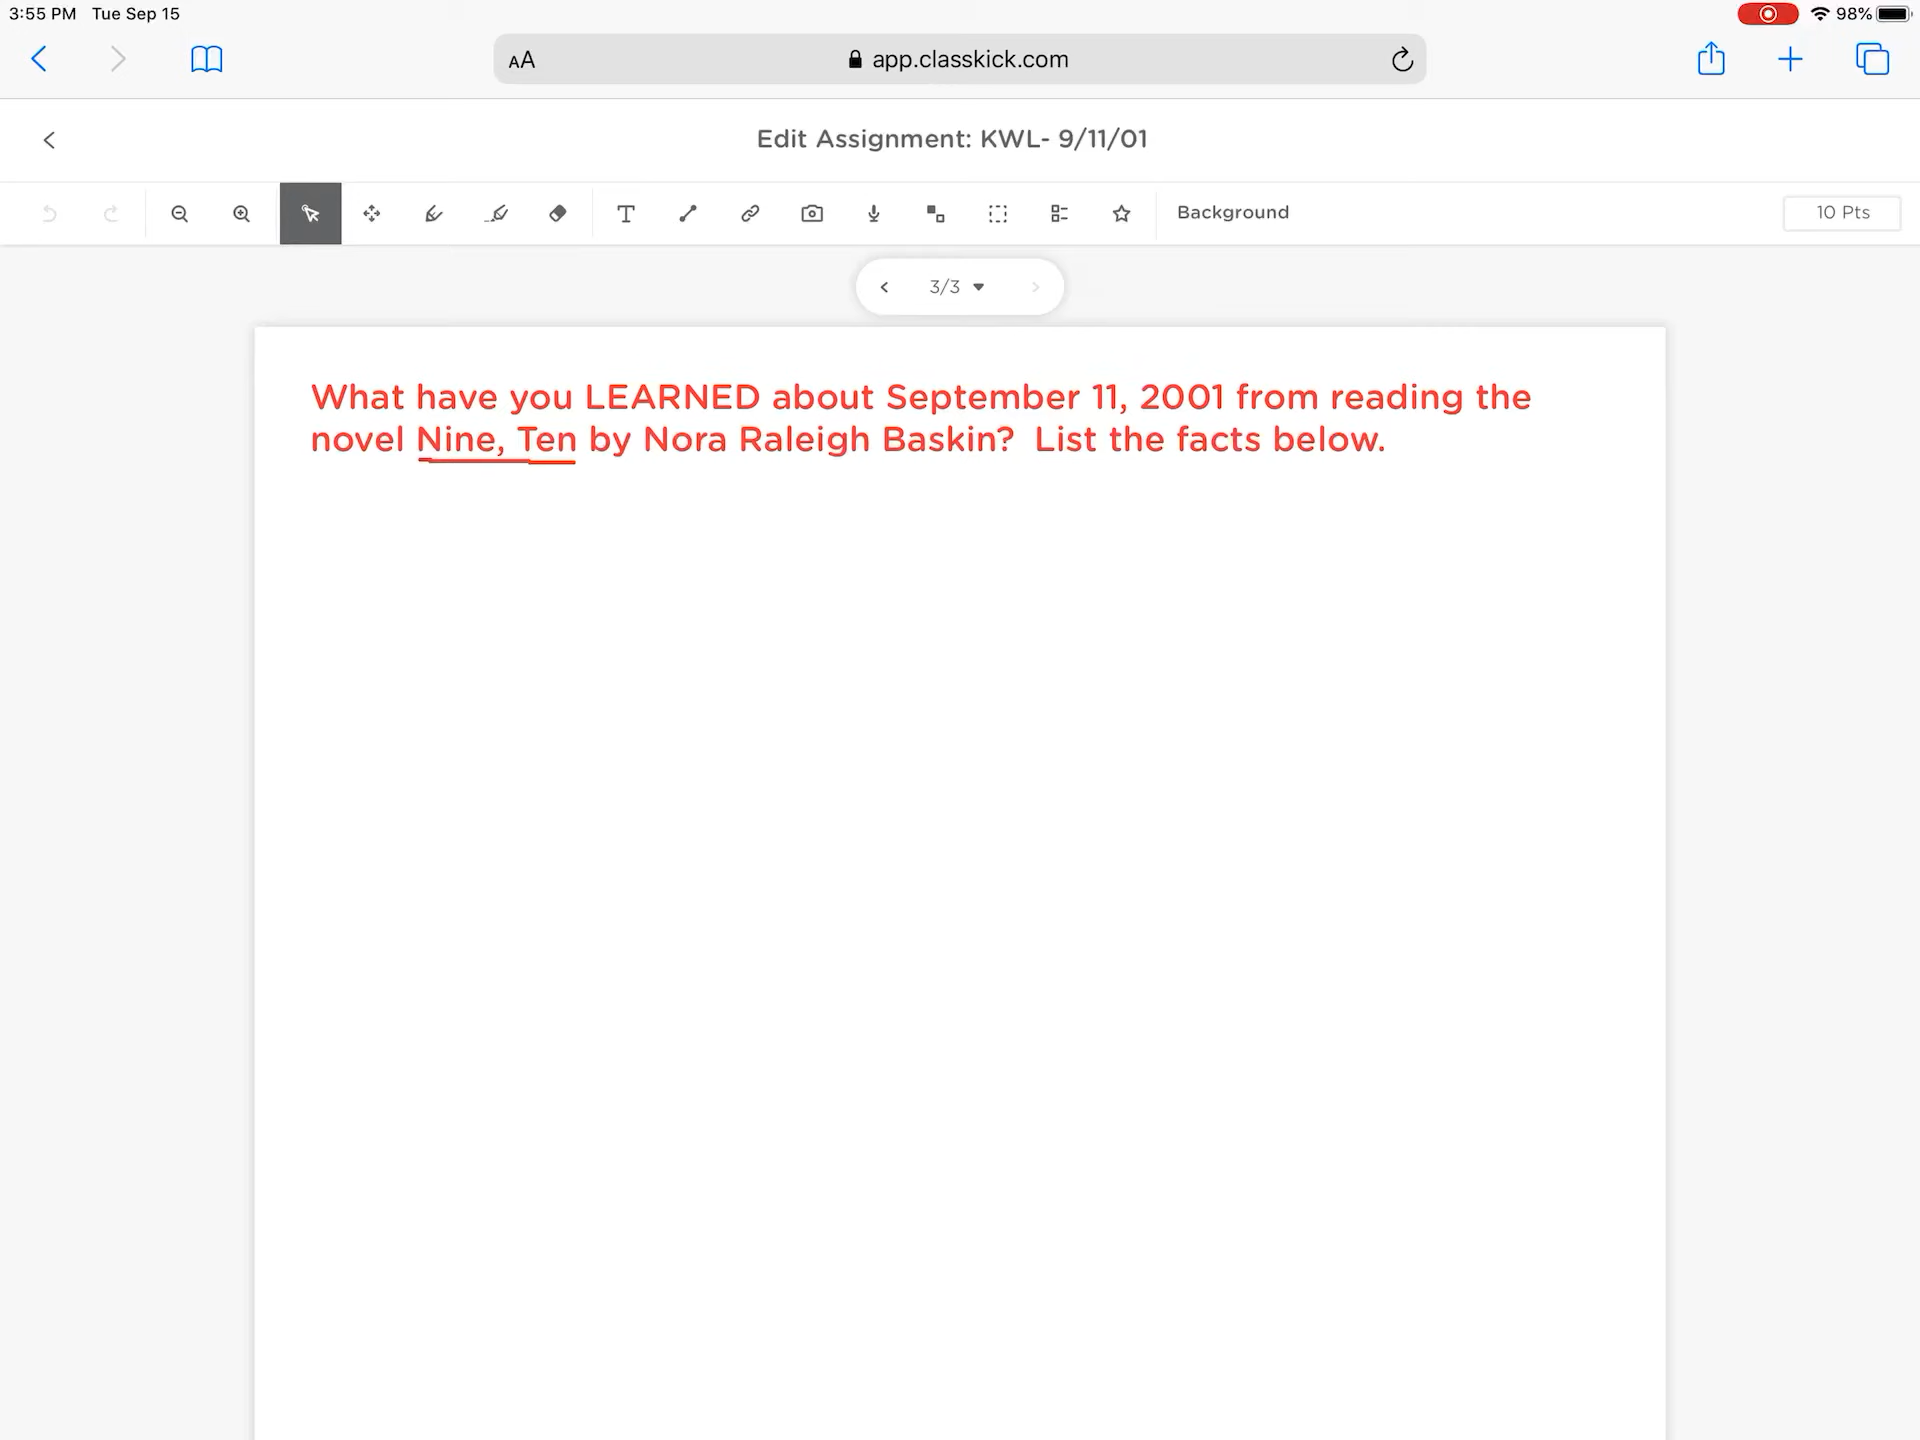 3:55 PM Tue Sep 15
98%
AA
app.classkick.com
Edit Assignment: KWL- 9/11/01
T
Background
10 Pts
3/3
What have you LEARNED about September 11, 2001 from reading the
novel Nine, Ten by Nora Raleigh Baskin? List the facts below.